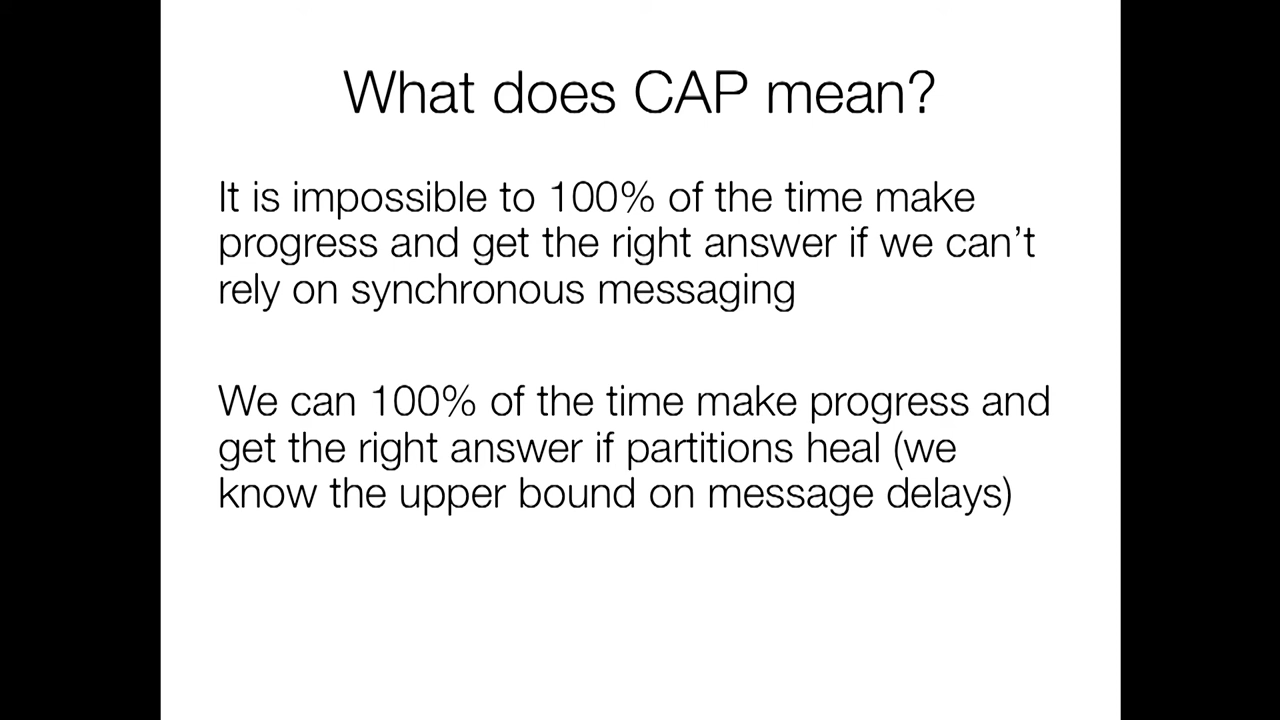 What does CAP mean?
It is impossible to 100% of the time make
progress and get the right answer if we can’t
rely on synchronous messaging
We can 100% of the time make progress and
get the right answer if partitions heal (we
know the upper bound on message delays)